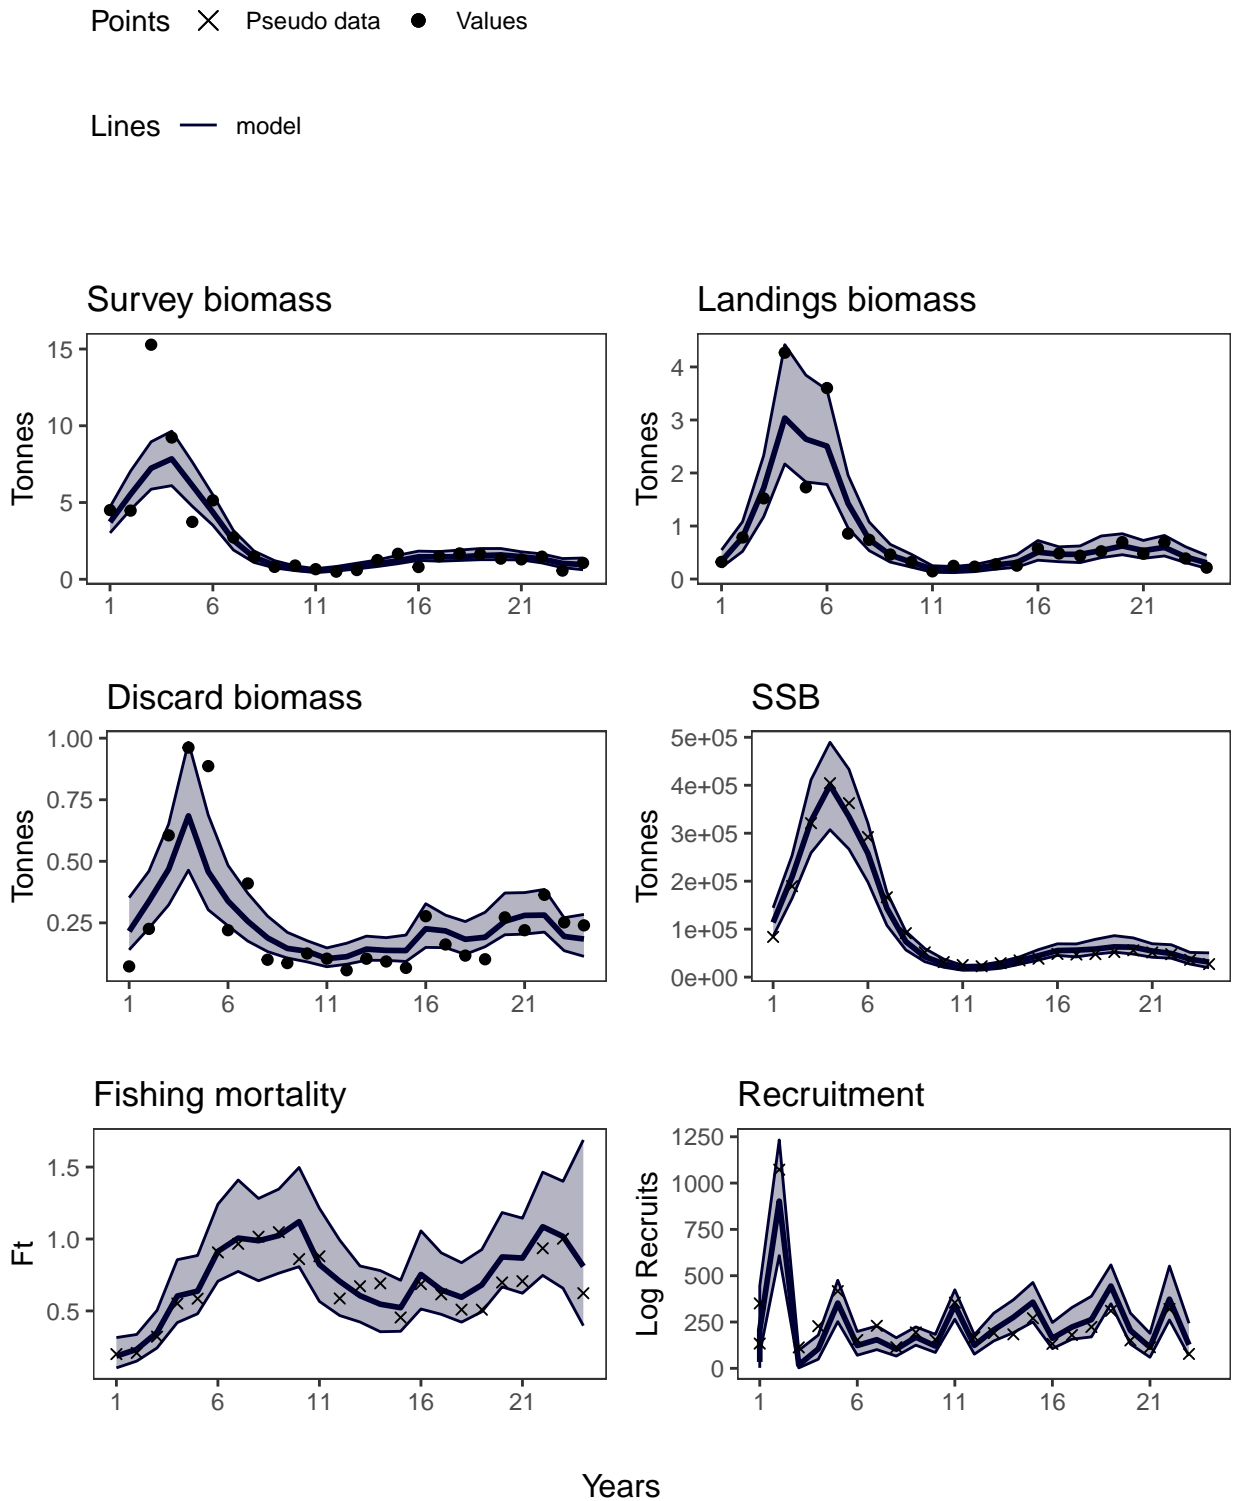 Points Pseudo data Values
Lines model
Survey biomass
Tonnes
15
10
5
0
1 6 11 16 21
Landings biomass
Tonnes
4
3
2
1
0
1 6 11 16 21
Discard biomass
Tonnes
1.00
0.75
0.50
0.25
1 6 11 16 21
SSB
Tonnes
5e+05
4e+05
3e+05
2e+05
1e+05
0e+00
1 6 11 16 21
Fishing mortality
Ft
1.5
1.0
0.5
1 6 11 16 21
Recruitment
Log Recruits
1250
1000
750
500
250
0
1 6 11 16 21
Years